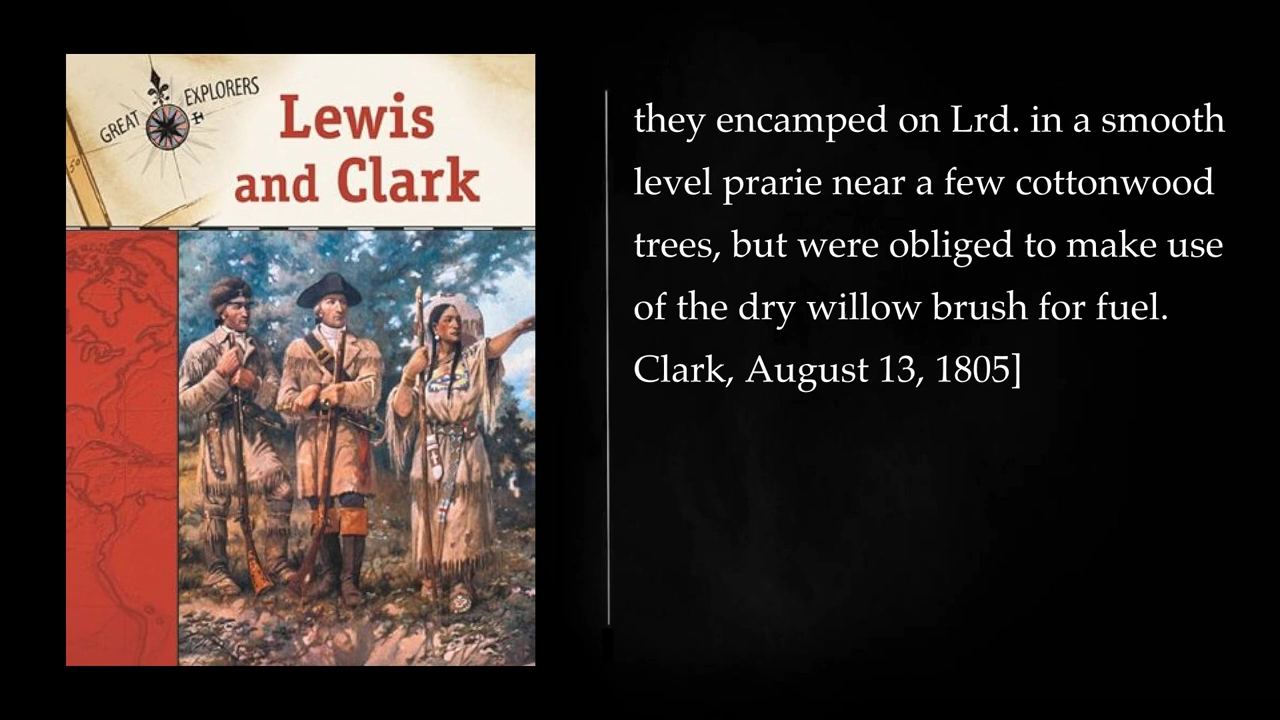 GREAT EXPLORERS
Lewis
and Clark
50
they encamped on Lrd. in a smooth
level prarie near a few cottonwood
trees, but were obliged to make use
of the dry willow brush for fuel.
Clark, August 13, 1805]